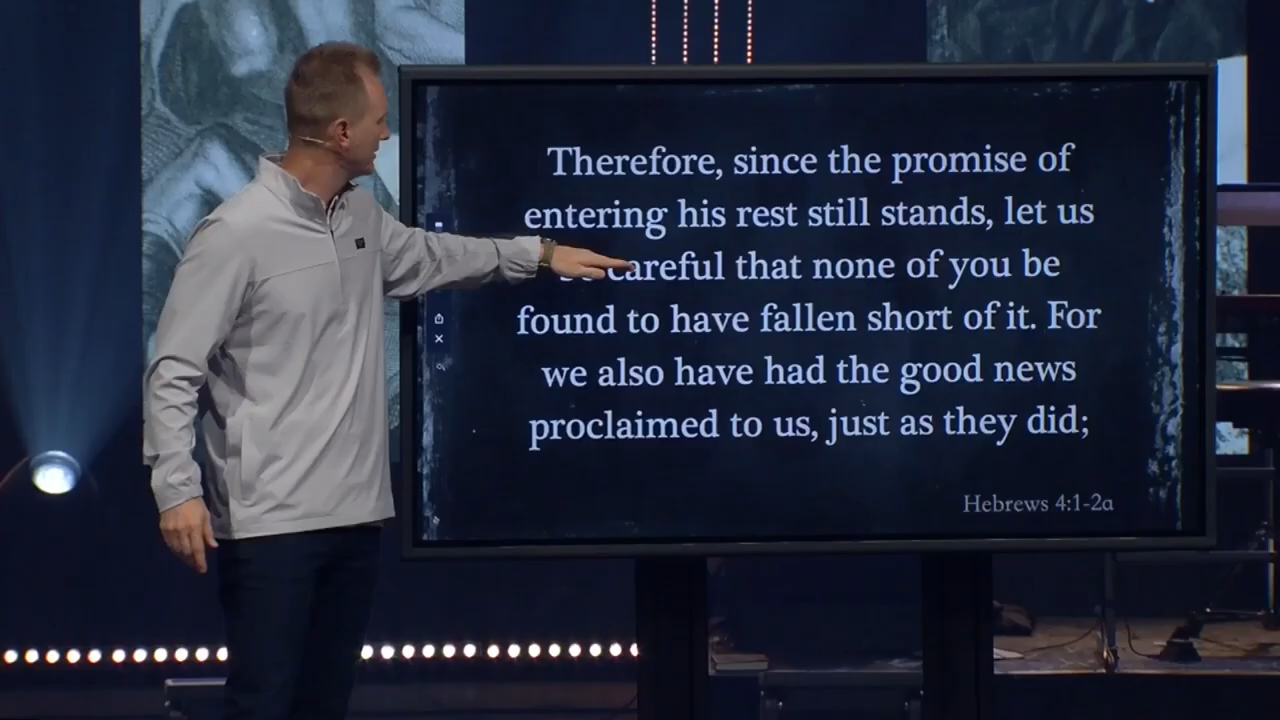 Therefore, since the promise of
entering his rest still stands, let us
careful that none of you be
found to have fallen short of it. For
we also have had the good news
proclaimed to us, just as they did;
Hebrews 4:1-2a